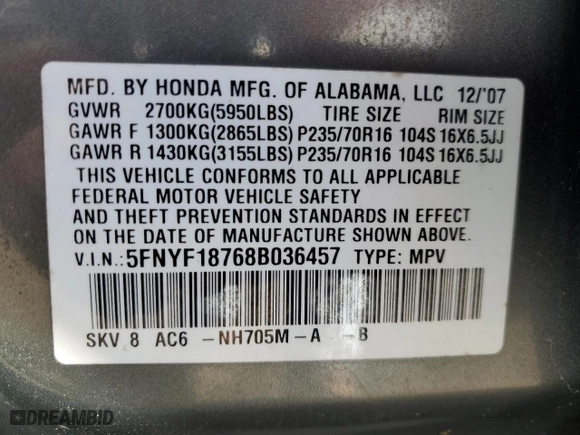 MFD. BY HONDA MFG. OF ALABAMA, LLC 12/'07
GVWR 2700KG(5950LBS) TIRE SIZE RIM SIZE
GAWR F 1300KG(2865LBS) P235/70R16 104S 16X6.5JJ
GAWR R 1430KG(3155LBS) P235/70R16 104S 16X6.5JJ
THIS VEHICLE CONFORMS TO ALL APPLICABLE
FEDERAL MOTOR VEHICLE SAFETY
AND THEFT PREVENTION STANDARDS IN EFFECT
ON THE DATE OF MANUFACTURE SHOWN ABOVE.
V.I.N.: 5FNYF18768B036457 TYPE: MPV
SKV 8 AC6 -NH705M-A -B
DREAMBID